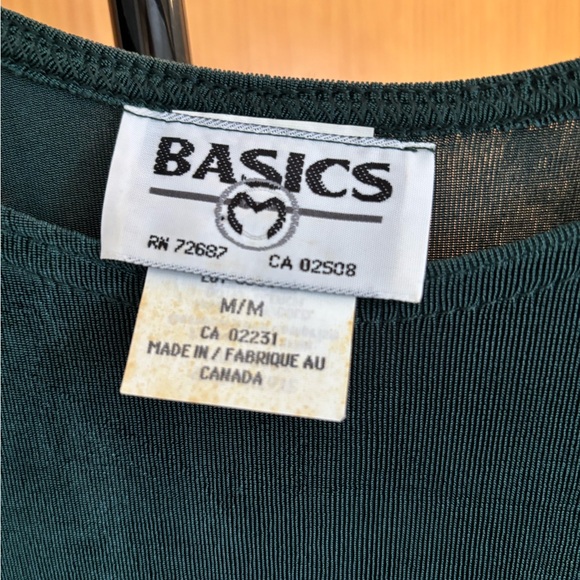 BASICS
M
RN 72687 CA 02508
M/M
CA 02231
MADE IN / FABRIQUE AU
CANADA